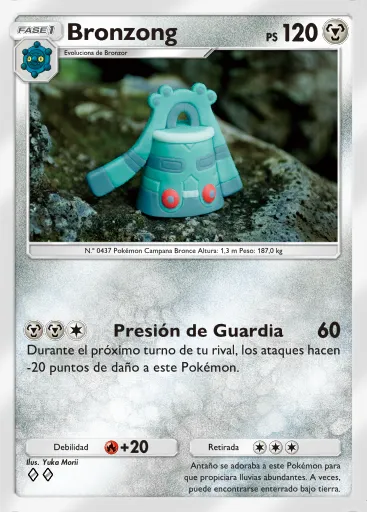 FASE 1
Bronzong
PS 120
Evoluciona de Bronzor
N.º 0437 Pokémon Campana Bronce Altura: 1,3 m Peso: 187,0 kg
Presión de Guardia 60
Durante el próximo turno de tu rival, los ataques hacen
-20 puntos de daño a este Pokémon.
Debilidad +20
Retirada
Ilus. Yuka Morii
Antaño se adoraba a este Pokémon para
que propiciara lluvias abundantes. A veces,
puede encontrarse enterrado bajo tierra.